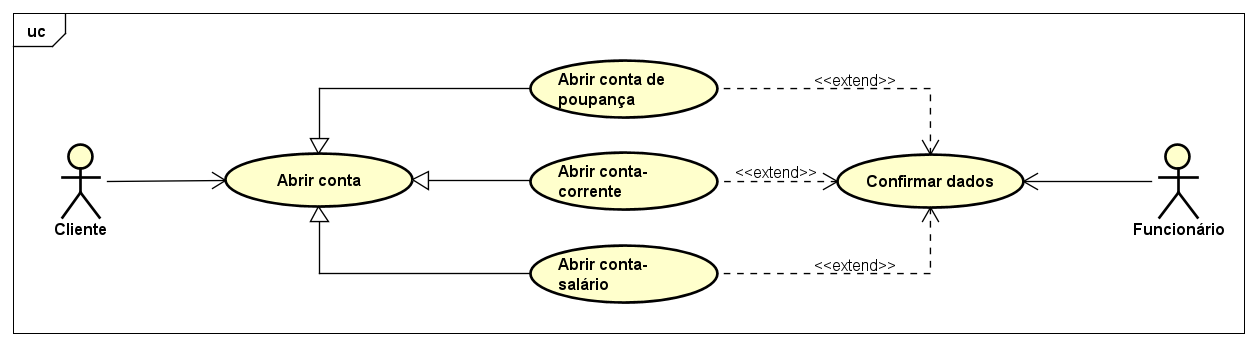 uc
Abrir conta de
poupança
<<extend>>
Cliente
Abrir conta
Abrir conta-
corrente
<<extend>>
Confirmar dados
Funcionário
Abrir conta-
salário
<<extend>>